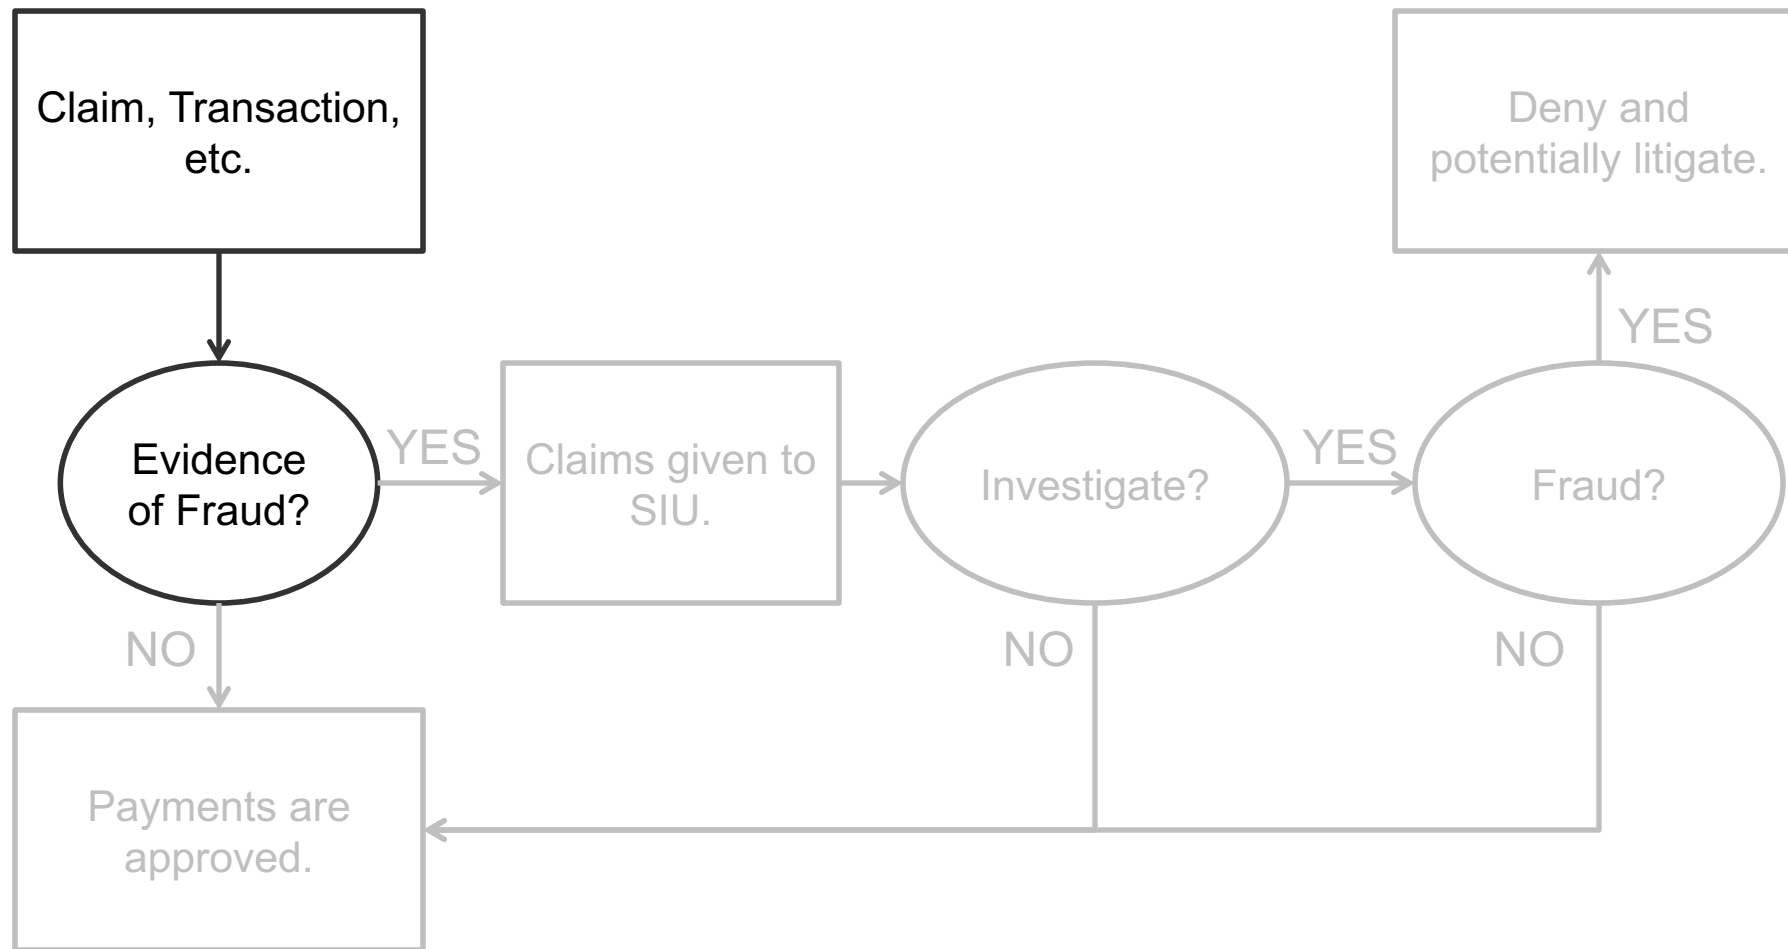 Claim, Transaction,
etc.
Deny and
potentially litigate.
YES
Evidence
of Fraud?
YES
Claims given to
SIU.
Investigate?
YES
Fraud?
NO
NO
NO
Payments are
approved.